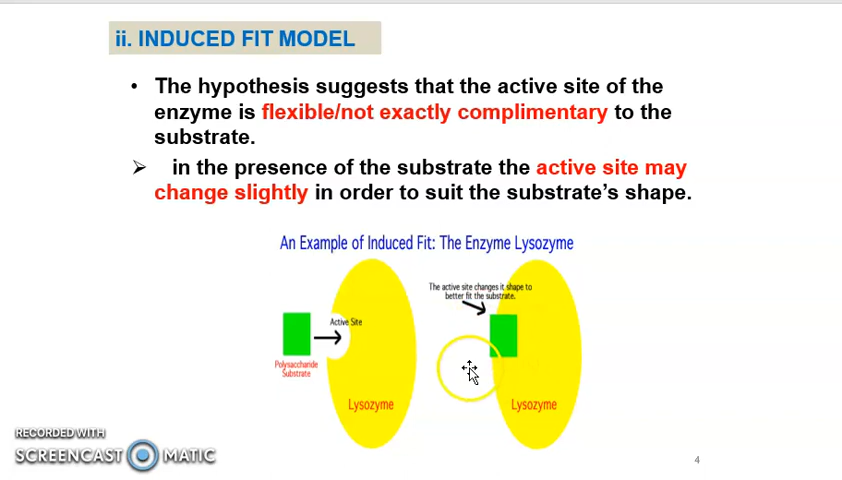 ii. INDUCED FIT MODEL
• The hypothesis suggests that the active site of the
enzyme is flexible/not exactly complimentary to the
substrate.
➢ in the presence of the substrate the active site may
change slightly in order to suit the substrate's shape.
An Example of Induced Fit: The Enzyme Lysozyme
The active site changes it shape to
better fit the substrate.
Active Site
Polysaccharide
Substrate
Lysozyme
Lysozyme
RECORDED WITH
SCREENCAST MATIC
4